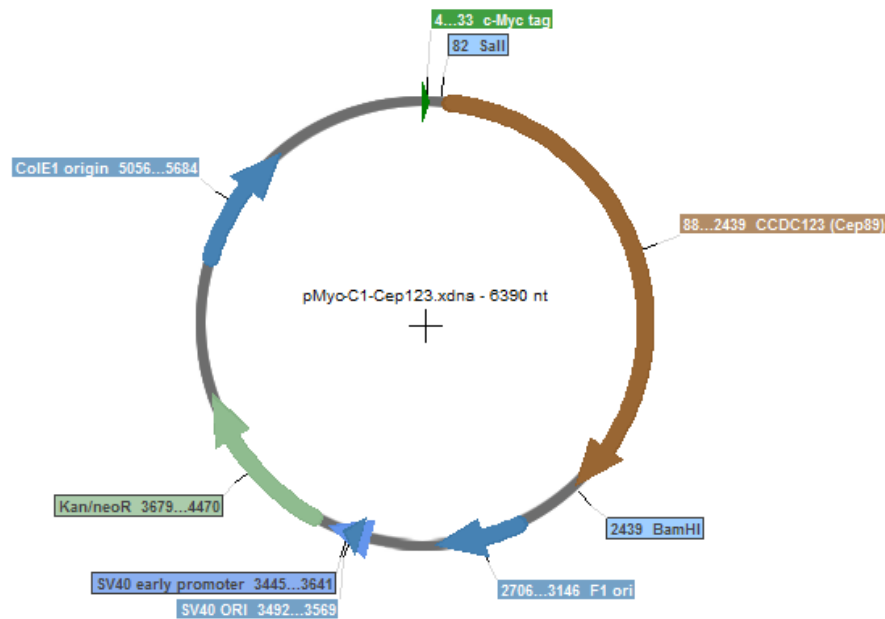 4...33 c-Myc tag
82 SalI
ColE1 origin 5056...5684
88...2439 CCDC123 (Cep89)
pMyc-C1-Cep123.xdna - 6390 nt
Kan/neoR 3679...4470
2439 BamHI
SV40 early promoter 3445...3641
2706...3146 F1 ori
SV40 ORI 3492...3569